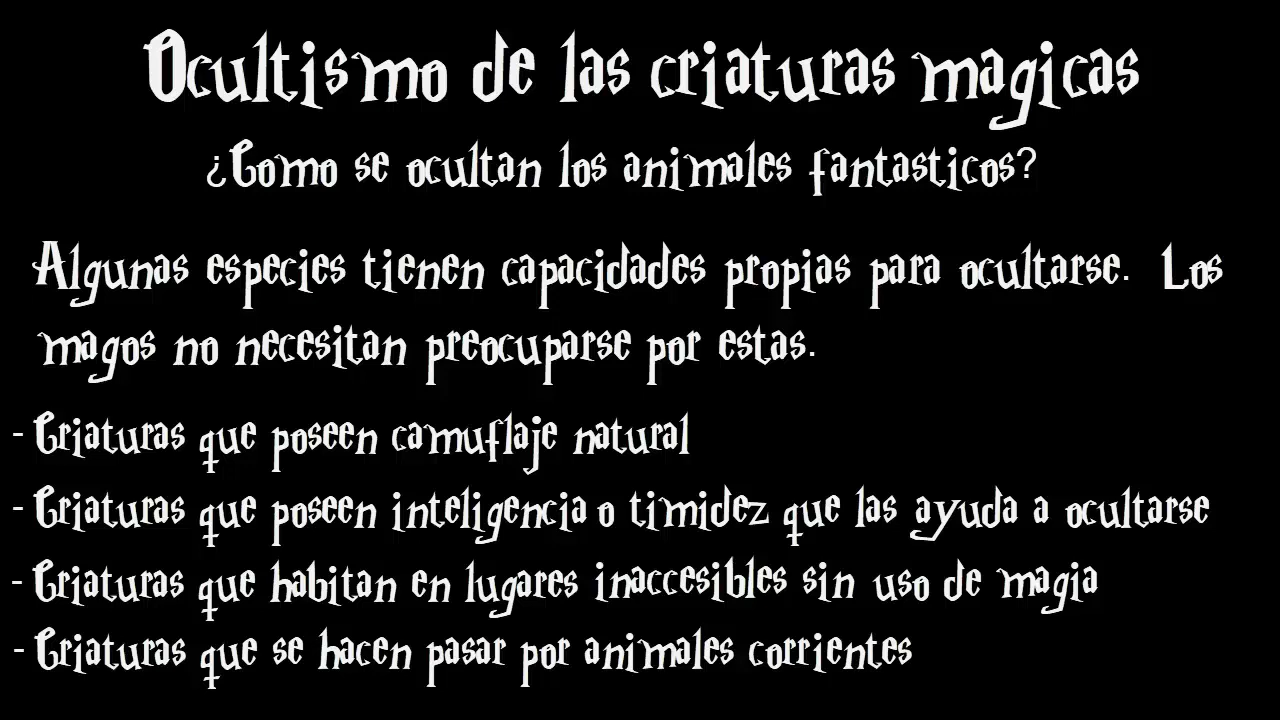 Ocultismo de las criaturas magicas
¿Como se ocultan los animales fantasticos?
Algunas especies tienen capacidades propias para ocultarse. Los
magos no necesitan preocuparse por estas.
- Criaturas que poseen camuflaje natural
- Criaturas que poseen inteligencia o timidez que las ayuda a ocultarse
- Criaturas que habitan en lugares inaccesibles sin uso de magia
- Criaturas que se hacen pasar por animales corrientes